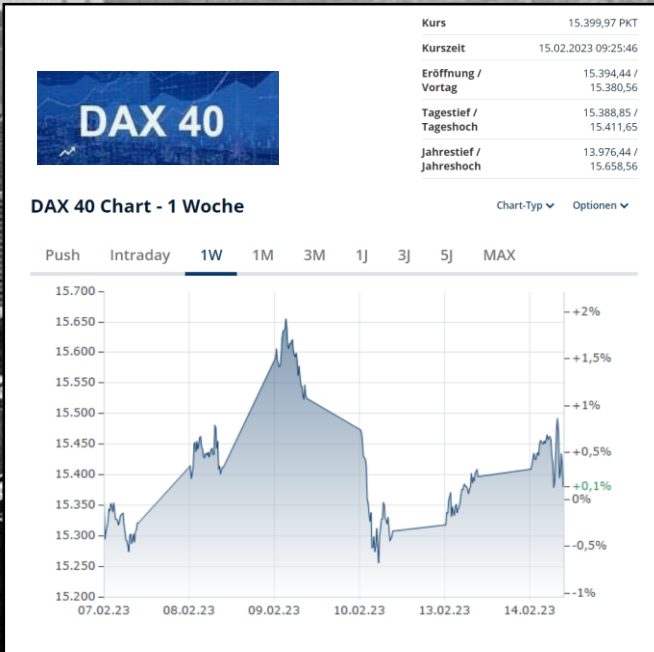 Kurs 15.399,97 PKT
Kurszeit 15.02.2023 09:25:46
Eröffnung / 15.394,44 /
Vortag 15.380,56
Tagestief / 15.388,85 /
Tageshoch 15.411,65
Jahrestief / 13.976,44 /
Jahreshoch 15.658,56
DAX 40
DAX 40 Chart - 1 Woche
Chart-Typ Optionen
Push Intraday 1W 1M 3M 1J 3J 5J MAX
15.700
15.650
15.600
15.550
15.500
15.450
15.400
15.350
15.300
15.250
15.200
+2%
+1,5%
+1%
+0,5%
+0,1%
0%
-0,5%
-1%
07.02.23 08.02.23 09.02.23 10.02.23 13.02.23 14.02.23